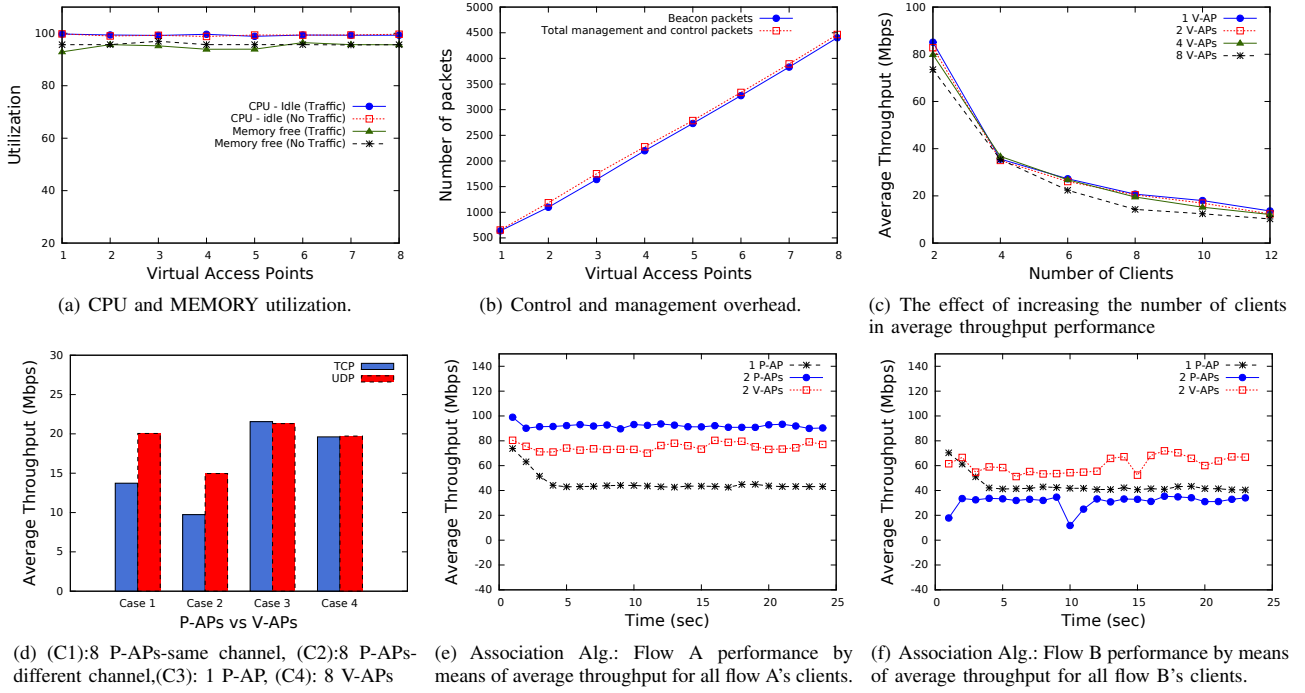 100
80
60
40
20
1
2
3
4
5
6
7
8
Utilization
Virtual Access Points
CPU - Idle (Traffic)
CPU - idle (No Traffic)
Memory free (Traffic)
Memory free (No Traffic)
(a) CPU and MEMORY utilization.
5000
4500
4000
3500
3000
2500
2000
1500
1000
500
1
2
3
4
5
6
7
8
Number of packets
Virtual Access Points
Beacon packets
Total management and control packets
(b) Control and management overhead.
100
80
60
40
20
0
2
4
6
8
10
12
Average Throughput (Mbps)
Number of Clients
1 V-AP
2 V-APs
4 V-APs
8 V-APs
(c) The effect of increasing the number of clients
in average throughput performance
30
25
20
15
10
5
0
Case 1
Case 2
Case 3
Case 4
Average Throughput (Mbps)
P-APs vs V-APs
TCP
UDP
(d) (C1):8 P-APs-same channel, (C2):8 P-APs-
different channel,(C3): 1 P-AP, (C4): 8 V-APs
140
120
100
80
60
40
20
0
-20
-40
0
5
10
15
20
25
Average Throughput (Mbps)
Time (sec)
1 P-AP
2 P-APs
2 V-APs
(e) Association Alg.: Flow A performance by
means of average throughput for all flow A's clients.
140
120
100
80
60
40
20
0
-20
-40
0
5
10
15
20
25
Average Throughput (Mbps)
Time (sec)
1 P-AP
2 P-APs
2 V-APs
(f) Association Alg.: Flow B performance by means
of average throughput for all flow B's clients.